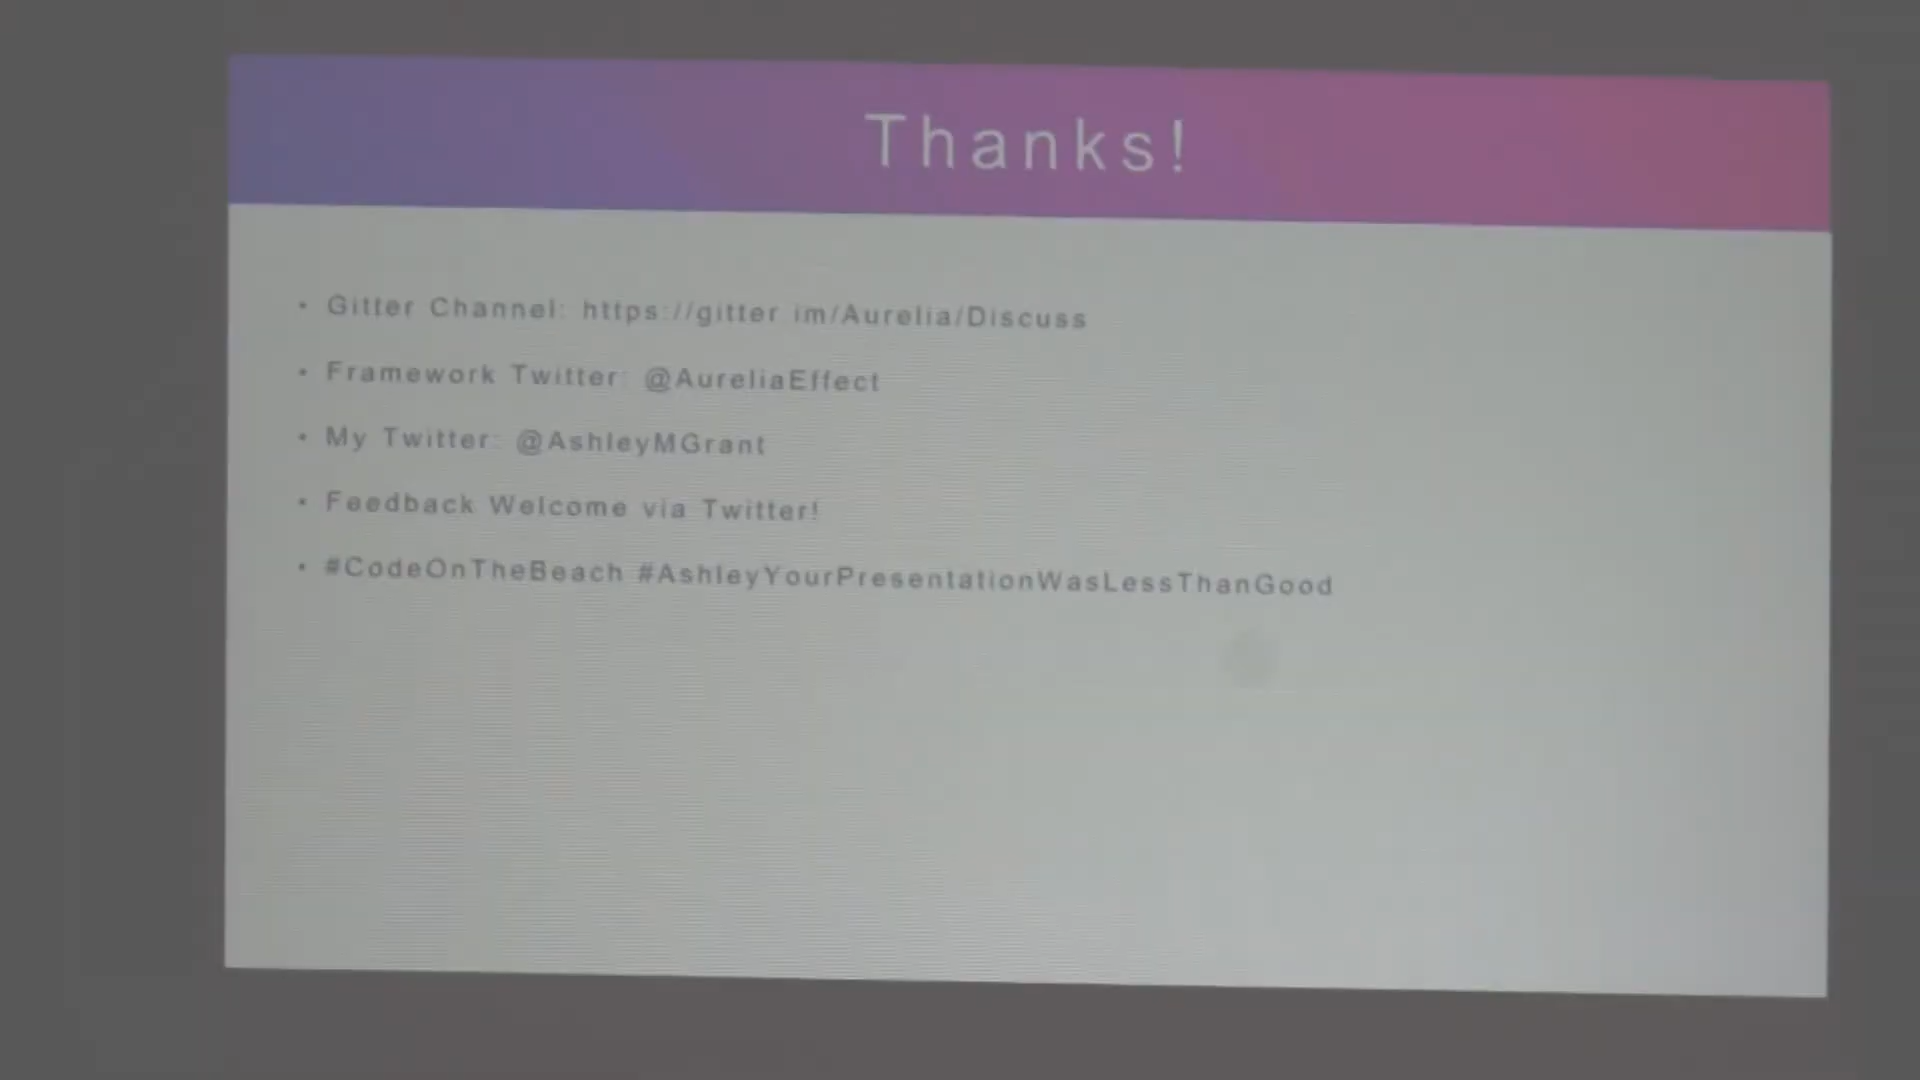 Thanks!
• Gitter Channel: https://gitter.im/Aurelia/Discuss
• Framework Twitter: @AureliaEffect
• My Twitter: @AshleyMGrant
• Feedback Welcome via Twitter!
• #CodeOnTheBeach #AshleyYourPresentationWasLessThanGood